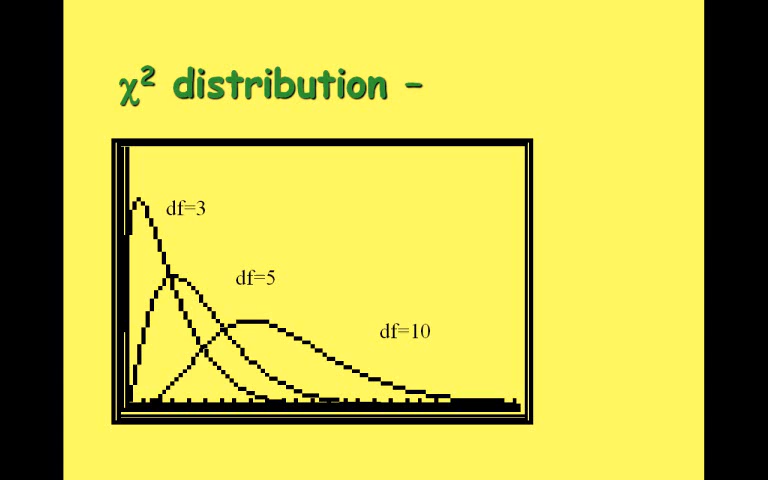 χ² distribution –
df=3
df=5
df=10